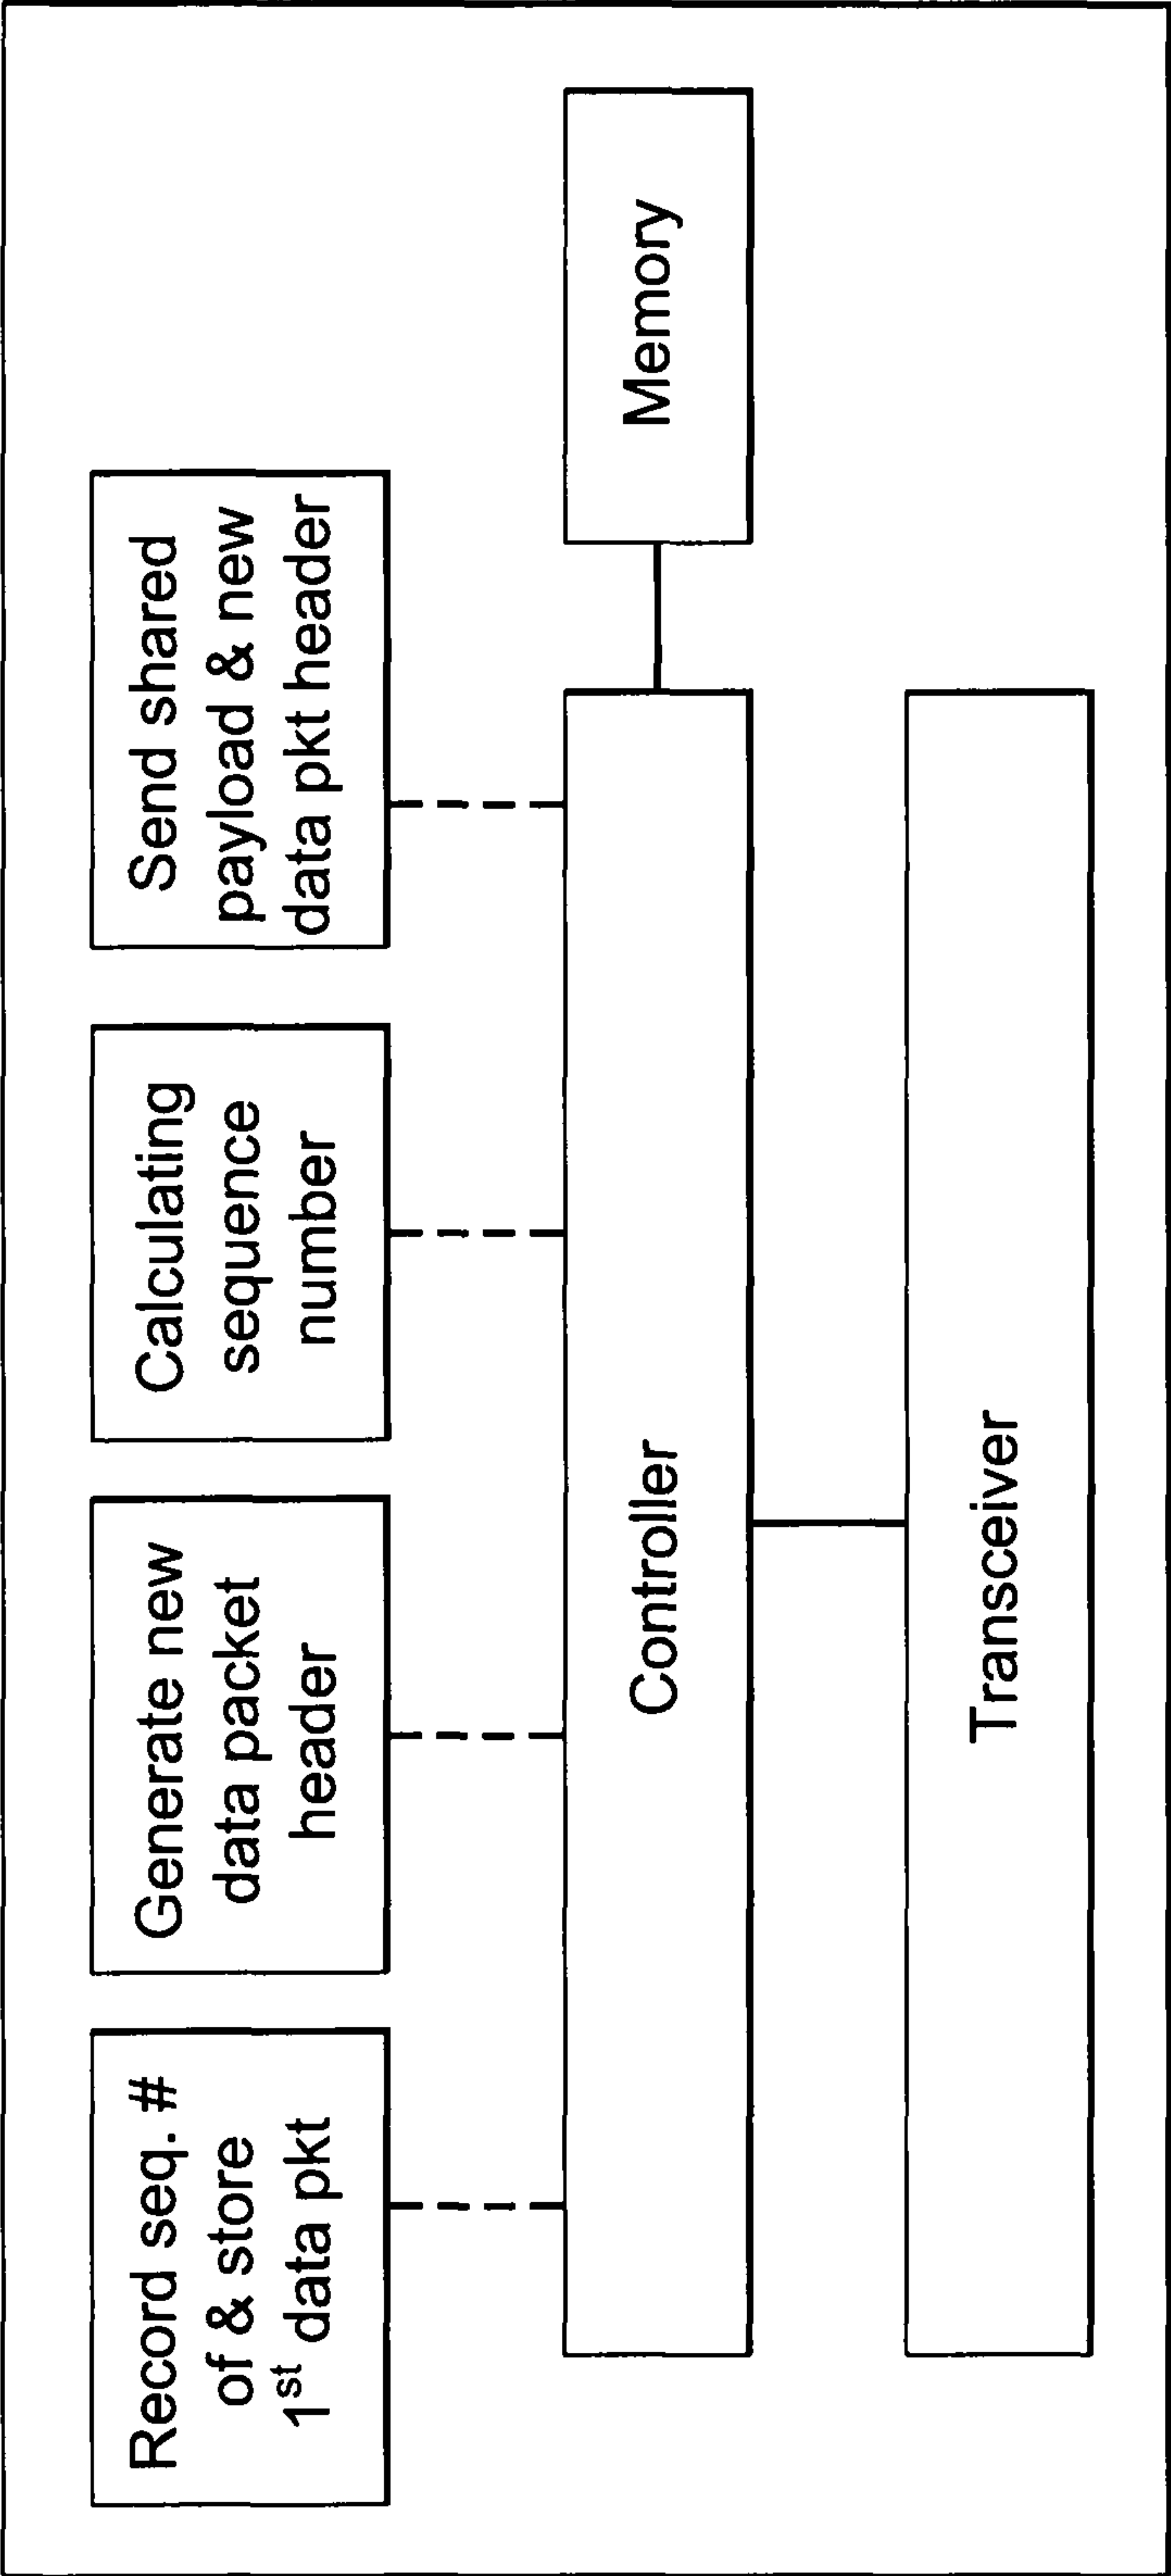 Record seq. #
of & store
1st data pkt
Generate new
data packet
header
Calculating
sequence
number
Send shared
payload & new
data pkt header
Controller
Memory
Transceiver